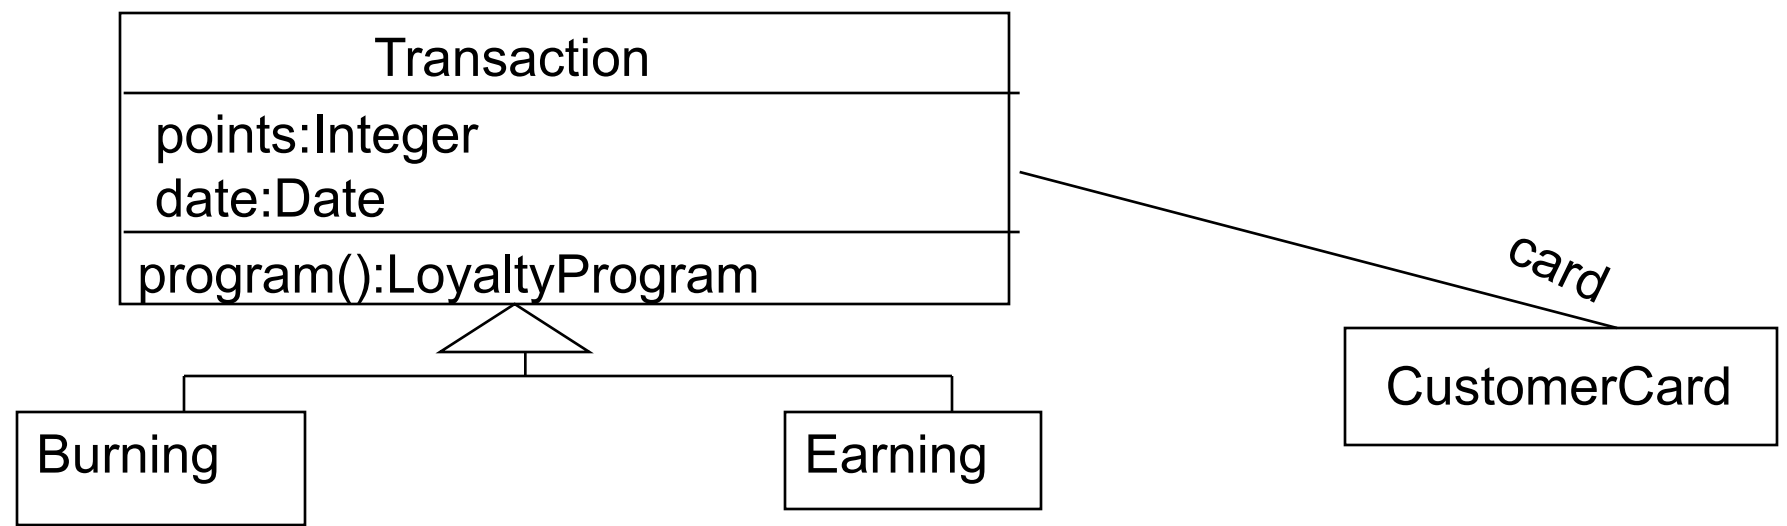 Transaction
points:Integer
date:Date
program():LoyaltyProgram
card
CustomerCard
Burning
Earning